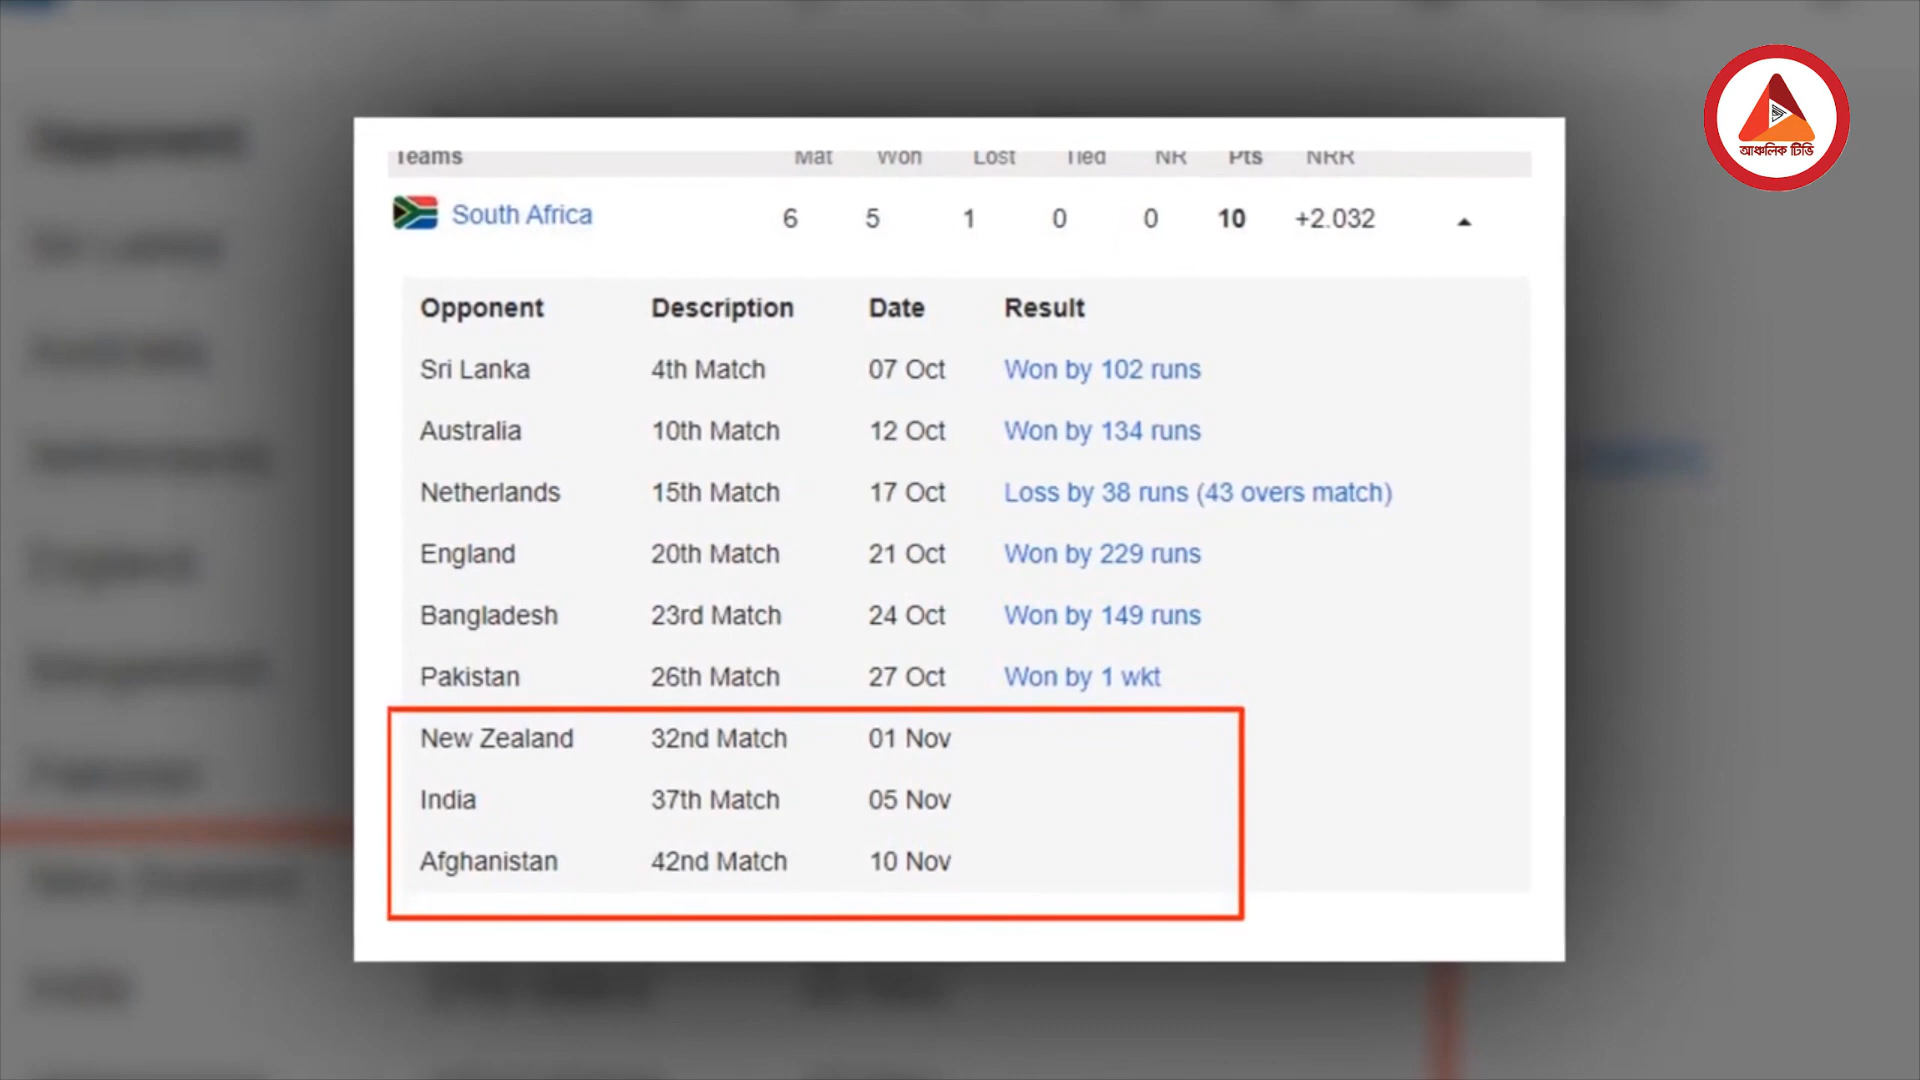 আঞ্চলিক টিভি
Teams Mat Won Lost Tied NR Pts NRR
South Africa 6 5 1 0 0 10 +2.032
Opponent Description Date Result
Sri Lanka 4th Match 07 Oct Won by 102 runs
Australia 10th Match 12 Oct Won by 134 runs
Netherlands 15th Match 17 Oct Loss by 38 runs (43 overs match)
England 20th Match 21 Oct Won by 229 runs
Bangladesh 23rd Match 24 Oct Won by 149 runs
Pakistan 26th Match 27 Oct Won by 1 wkt
New Zealand 32nd Match 01 Nov
India 37th Match 05 Nov
Afghanistan 42nd Match 10 Nov